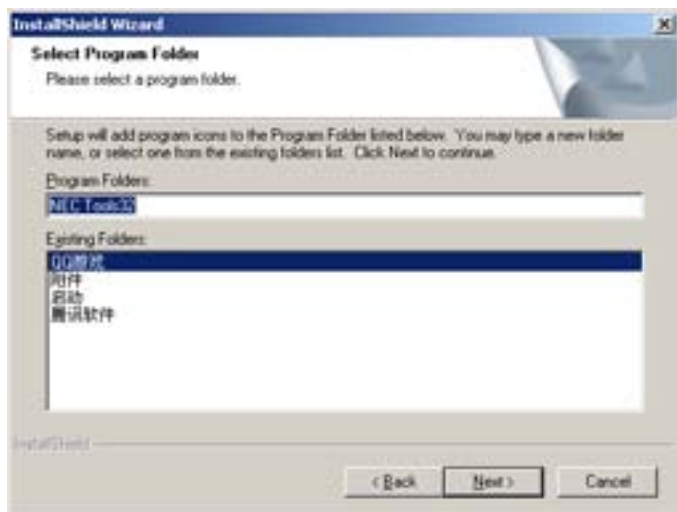 InstallShield Wizard
Select Program Folder
Please select a program folder.
Setup will add program icons to the Program Folder listed below. You may type a new folder
name, or select one from the existing folders list. Click Next to continue.
Program Folders:
NEC Tools32
Existing Folders:
QQ游戏
附件
启动
腾讯软件
InstallShield
< Back
Next >
Cancel